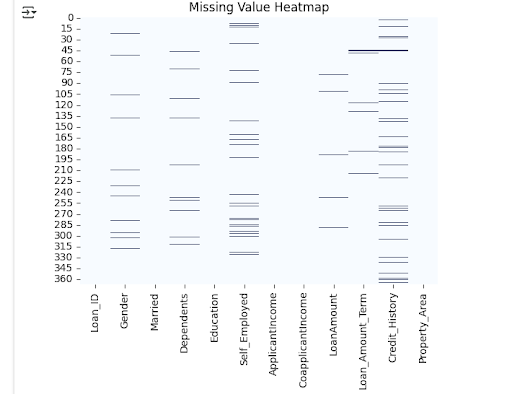 Missing Value Heatmap
0
15
30
45
60
75
90
105
120
135
150
165
180
195
210
225
240
255
270
285
300
315
330
345
360
Loan_ID
Gender
Married
Dependents
Education
Self_Employed
ApplicantIncome
CoapplicantIncome
LoanAmount
Loan_Amount_Term
Credit_History
Property_Area